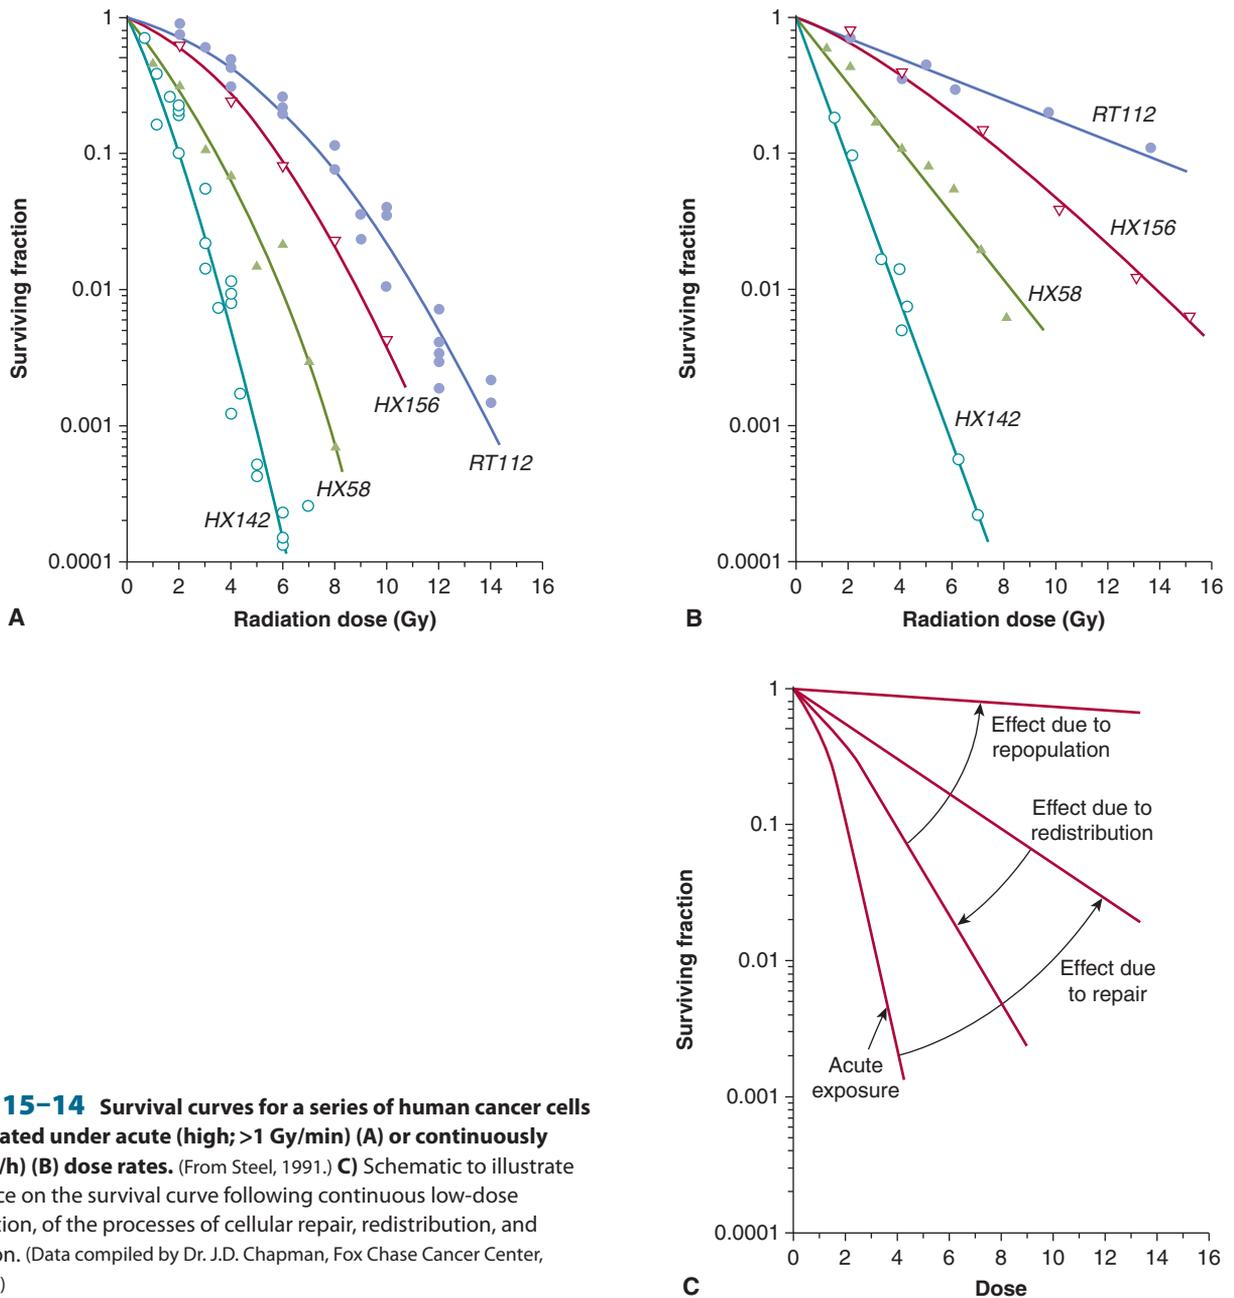 1
0.1
0.01
0.001
0.0001
Surviving fraction
HX156
RT112
HX58
HX142
0 2 4 6 8 10 12 14 16
A
Radiation dose (Gy)
1
0.1
0.01
0.001
0.0001
Surviving fraction
RT112
HX156
HX58
HX142
0 2 4 6 8 10 12 14 16
B
Radiation dose (Gy)
1
0.1
0.01
0.001
0.0001
Surviving fraction
Effect due to
repopulation
Effect due to
redistribution
Effect due
to repair
Acute
exposure
0 2 4 6 8 10 12 14 16
C
Dose
15–14 Survival curves for a series of human cancer cells
ated under acute (high; >1 Gy/min) (A) or continuously
/h) (B) dose rates. (From Steel, 1991.) C) Schematic to illustrate
ce on the survival curve following continuous low-dose
tion, of the processes of cellular repair, redistribution, and
on. (Data compiled by Dr. J.D. Chapman, Fox Chase Cancer Center,
)